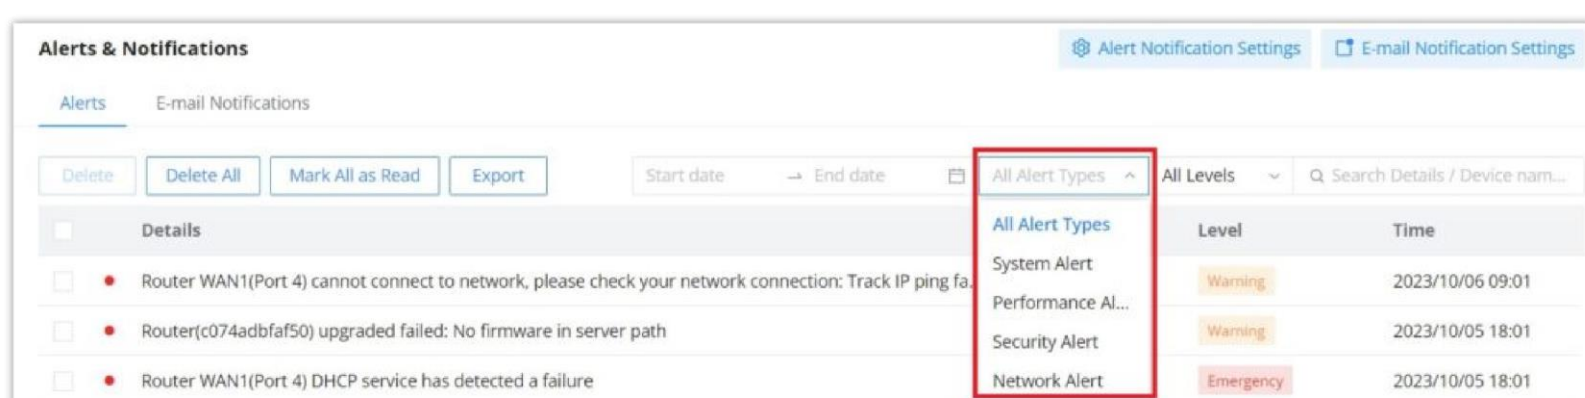 Alerts & Notifications
Alert Notification Settings
E-mail Notification Settings
Alerts
E-mail Notifications
Delete
Delete All
Mark All as Read
Export
Start date
End date
All Alert Types
All Levels
Search Details / Device nam...
Details
Level
Time
All Alert Types
System Alert
Performance Al...
Security Alert
Network Alert
Router WAN1(Port 4) cannot connect to network, please check your network connection: Track IP ping fa...
Warning
2023/10/06 09:01
Router(c074adbfaf50) upgraded failed: No firmware in server path
Warning
2023/10/05 18:01
Router WAN1(Port 4) DHCP service has detected a failure
Emergency
2023/10/05 18:01